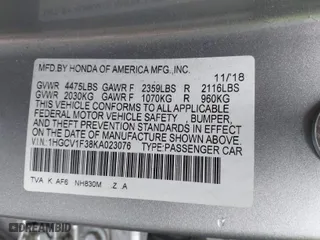 MFD.BY HONDA OF AMERICA MFG.,INC. 11/18
GVWR 4475LBS GAWR F 2359LBS R 2116LBS
GVWR 2030KG GAWR F 1070KG R 960KG
THIS VEHICLE CONFORMS TO ALL APPLICABLE
FEDERAL MOTOR VEHICLE SAFETY, BUMPER,
AND THEFT PREVENTION STANDARDS IN EFFECT
ON THE DATE OF MANUFACTURE SHOWN ABOVE.
V.I.N: 1HGCV1F38KA023076 TYPE:PASSENGER CAR
TVA K AF6 NH830M Z A